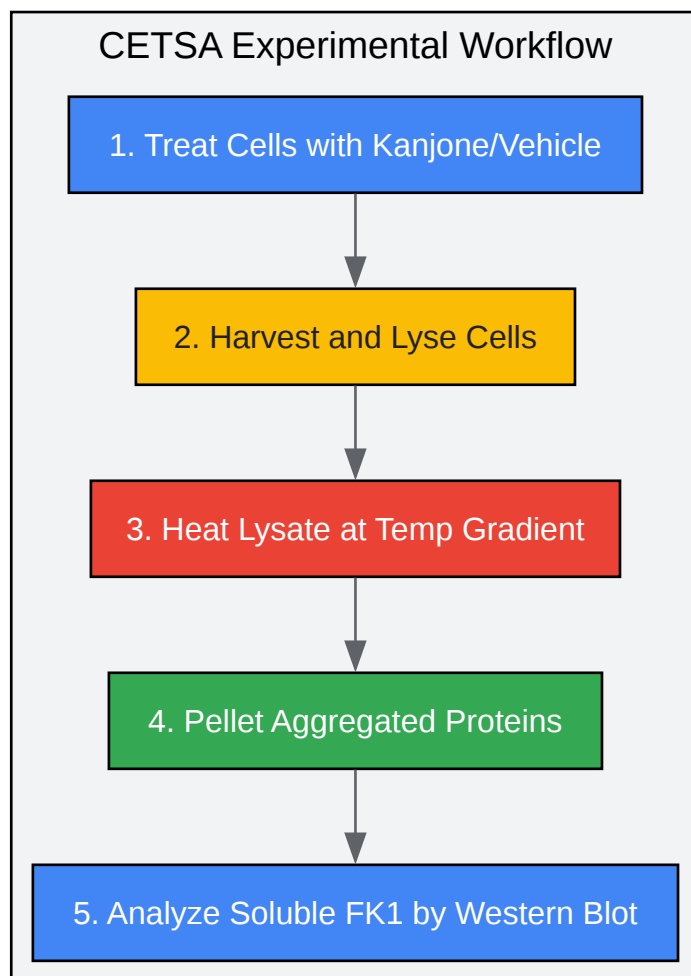 CETSA Experimental Workflow
1. Treat Cells with Kanjone/Vehicle
2. Harvest and Lyse Cells
3. Heat Lysate at Temp Gradient
4. Pellet Aggregated Proteins
5. Analyze Soluble FK1 by Western Blot